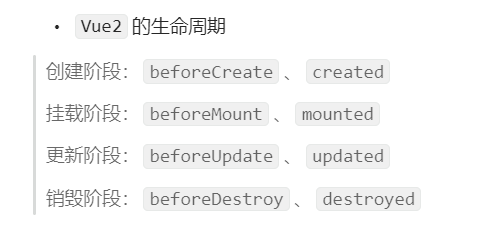 • Vue2 的生命周期
创建阶段： beforeCreate 、 created
挂载阶段： beforeMount 、 mounted
更新阶段： beforeUpdate 、 updated
销毁阶段： beforeDestroy 、 destroyed